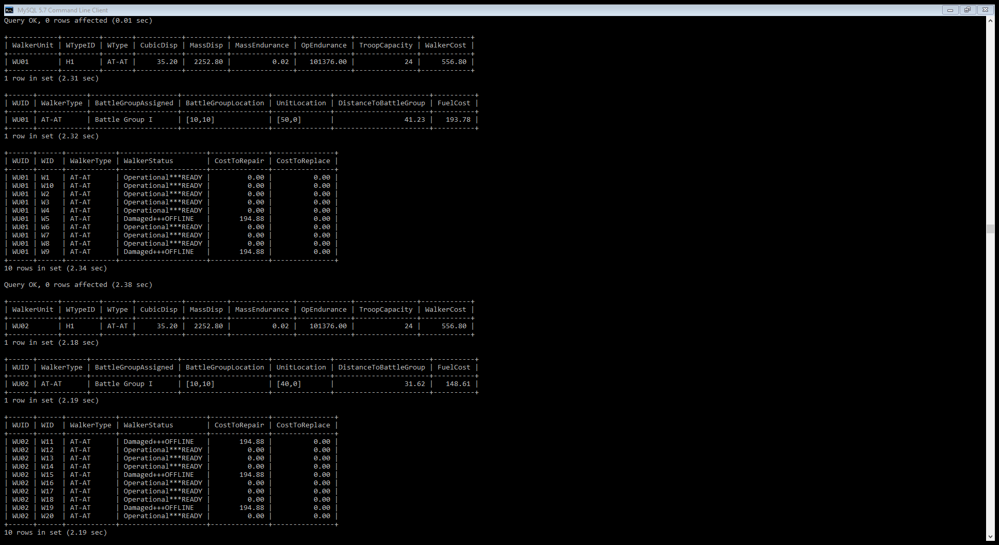 MySQL 5.7 Command Line Client
Query OK, 0 rows affected (0.01 sec)

+------------+---------+-------+-----------+----------+---------------+-------------+---------------+------------+
| WalkerUnit | WTypeID | WType | CubicDisp | MassDisp | MassEndurance | OpEndurance | TroopCapacity | WalkerCost |
+------------+---------+-------+-----------+----------+---------------+-------------+---------------+------------+
| WU01       | H1      | AT-AT |     35.20 |  2252.80 |          0.02 |   101376.00 |            24 |     556.80 |
+------------+---------+-------+-----------+----------+---------------+-------------+---------------+------------+
1 row in set (2.31 sec)

+------+------------+---------------------+---------------------+--------------+-----------------------+----------+
| WUID | WalkerType | BattleGroupAssigned | BattleGroupLocation | UnitLocation | DistanceToBattleGroup | FuelCost |
+------+------------+---------------------+---------------------+--------------+-----------------------+----------+
| WU01 | AT-AT      | Battle Group I      | [10,10]             | [50,0]       |                 41.23 |   193.78 |
+------+------------+---------------------+---------------------+--------------+-----------------------+----------+
1 row in set (2.32 sec)

+------+------+------------+---------------------+--------------+---------------+
| WUID | WID  | WalkerType | WalkerStatus        | CostToRepair | CostToReplace |
+------+------+------------+---------------------+--------------+---------------+
| WU01 | W1   | AT-AT      | Operational***READY |         0.00 |          0.00 |
| WU01 | W10  | AT-AT      | Operational***READY |         0.00 |          0.00 |
| WU01 | W2   | AT-AT      | Operational***READY |         0.00 |          0.00 |
| WU01 | W3   | AT-AT      | Operational***READY |         0.00 |          0.00 |
| WU01 | W4   | AT-AT      | Operational***READY |         0.00 |          0.00 |
| WU01 | W5   | AT-AT      | Damaged+++OFFLINE   |       194.88 |          0.00 |
| WU01 | W6   | AT-AT      | Operational***READY |         0.00 |          0.00 |
| WU01 | W7   | AT-AT      | Operational***READY |         0.00 |          0.00 |
| WU01 | W8   | AT-AT      | Operational***READY |         0.00 |          0.00 |
| WU01 | W9   | AT-AT      | Damaged+++OFFLINE   |       194.88 |          0.00 |
+------+------+------------+---------------------+--------------+---------------+
10 rows in set (2.34 sec)

Query OK, 0 rows affected (2.38 sec)

+------------+---------+-------+-----------+----------+---------------+-------------+---------------+------------+
| WalkerUnit | WTypeID | WType | CubicDisp | MassDisp | MassEndurance | OpEndurance | TroopCapacity | WalkerCost |
+------------+---------+-------+-----------+----------+---------------+-------------+---------------+------------+
| WU02       | H1      | AT-AT |     35.20 |  2252.80 |          0.02 |   101376.00 |            24 |     556.80 |
+------------+---------+-------+-----------+----------+---------------+-------------+---------------+------------+
1 row in set (2.18 sec)

+------+------------+---------------------+---------------------+--------------+-----------------------+----------+
| WUID | WalkerType | BattleGroupAssigned | BattleGroupLocation | UnitLocation | DistanceToBattleGroup | FuelCost |
+------+------------+---------------------+---------------------+--------------+-----------------------+----------+
| WU02 | AT-AT      | Battle Group I      | [10,10]             | [40,0]       |                 31.62 |   148.61 |
+------+------------+---------------------+---------------------+--------------+-----------------------+----------+
1 row in set (2.19 sec)

+------+------+------------+---------------------+--------------+---------------+
| WUID | WID  | WalkerType | WalkerStatus        | CostToRepair | CostToReplace |
+------+------+------------+---------------------+--------------+---------------+
| WU02 | W11  | AT-AT      | Damaged+++OFFLINE   |       194.88 |          0.00 |
| WU02 | W12  | AT-AT      | Operational***READY |         0.00 |          0.00 |
| WU02 | W13  | AT-AT      | Operational***READY |         0.00 |          0.00 |
| WU02 | W14  | AT-AT      | Operational***READY |         0.00 |          0.00 |
| WU02 | W15  | AT-AT      | Damaged+++OFFLINE   |       194.88 |          0.00 |
| WU02 | W16  | AT-AT      | Operational***READY |         0.00 |          0.00 |
| WU02 | W17  | AT-AT      | Operational***READY |         0.00 |          0.00 |
| WU02 | W18  | AT-AT      | Operational***READY |         0.00 |          0.00 |
| WU02 | W19  | AT-AT      | Damaged+++OFFLINE   |       194.88 |          0.00 |
| WU02 | W20  | AT-AT      | Operational***READY |         0.00 |          0.00 |
+------+------+------------+---------------------+--------------+---------------+
10 rows in set (2.19 sec)